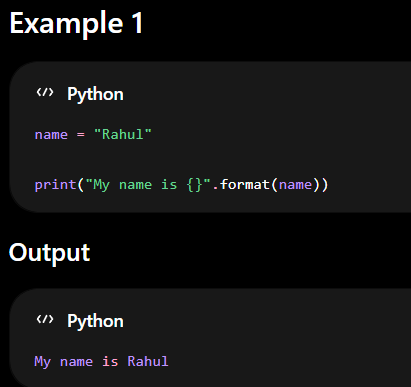 Example 1
Python
name = "Rahul"
print("My name is {}".format(name))
Output
Python
My name is Rahul